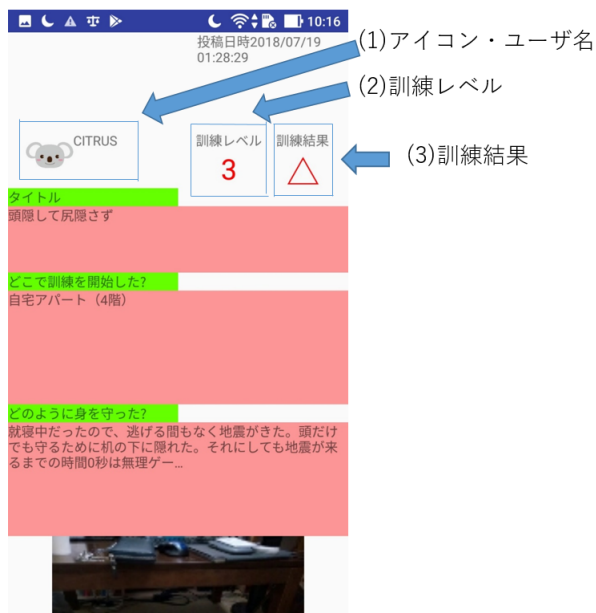 10:16
投稿日時2018/07/19
01:28:29
(1)アイコン・ユーザ名
(2)訓練レベル
CITRUS
訓練レベル
3
訓練結果
△
(3)訓練結果
タイトル
頭隠して尻隠さず
どこで訓練を開始した?
自宅アパート（4階）
どのように身を守った?
就寝中だったので、逃げる間もなく地震がきた。頭だけ
でも守るために机の下に隠れた。それにしても地震が来
るまでの時間0秒は無理ゲー…